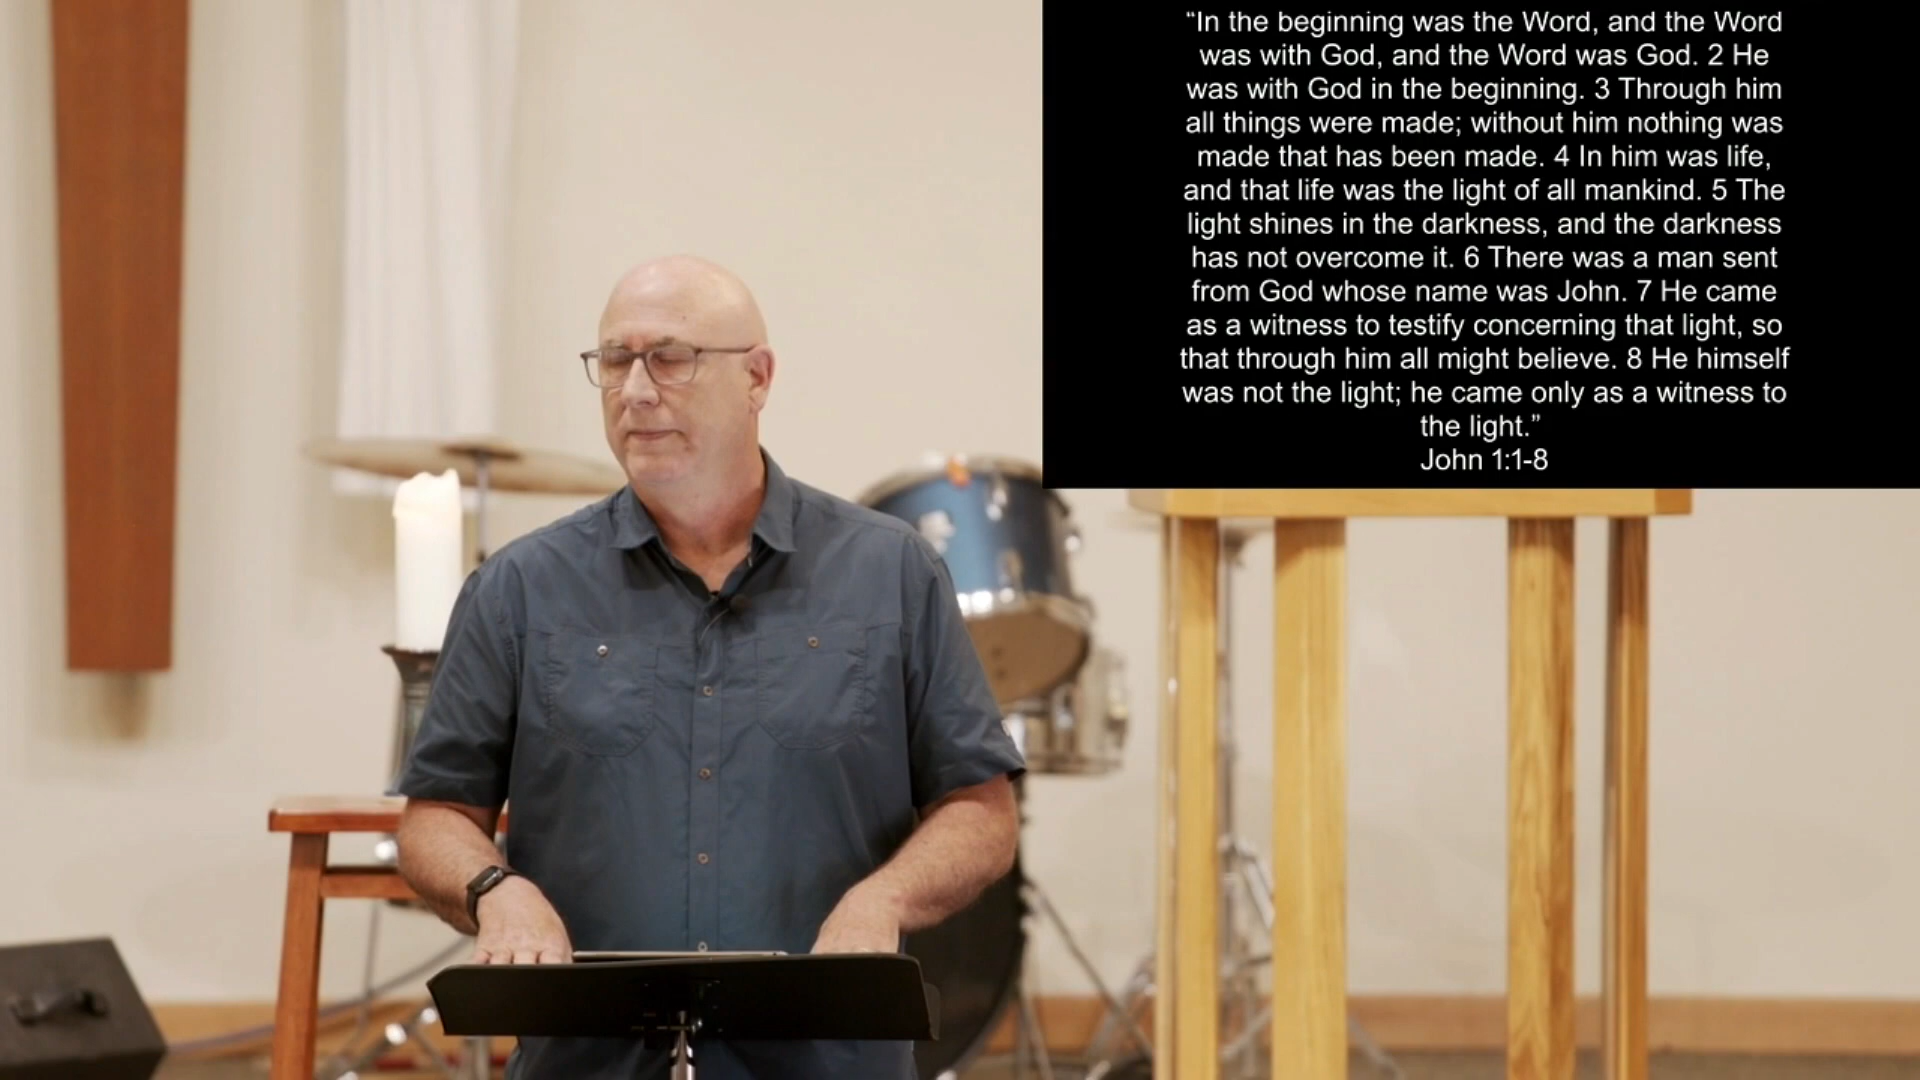 “In the beginning was the Word, and the Word
was with God, and the Word was God. 2 He
was with God in the beginning. 3 Through him
all things were made; without him nothing was
made that has been made. 4 In him was life,
and that life was the light of all mankind. 5 The
light shines in the darkness, and the darkness
has not overcome it. 6 There was a man sent
from God whose name was John. 7 He came
as a witness to testify concerning that light, so
that through him all might believe. 8 He himself
was not the light; he came only as a witness to
the light.”
John 1:1-8